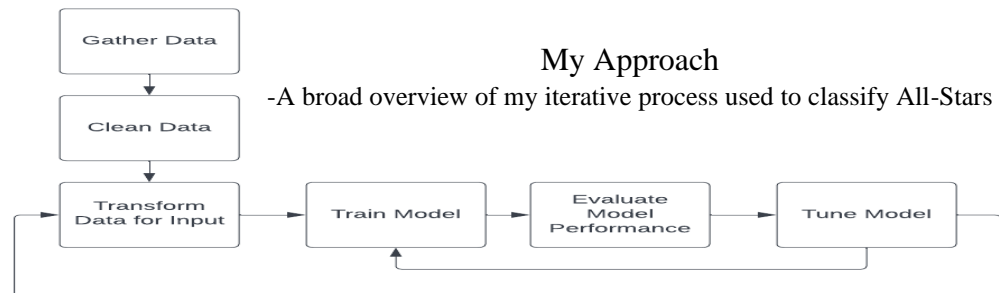 Gather Data
My Approach
-A broad overview of my iterative process used to classify All-Stars
Clean Data
Transform
Data for Input
Train Model
Evaluate
Model
Performance
Tune Model